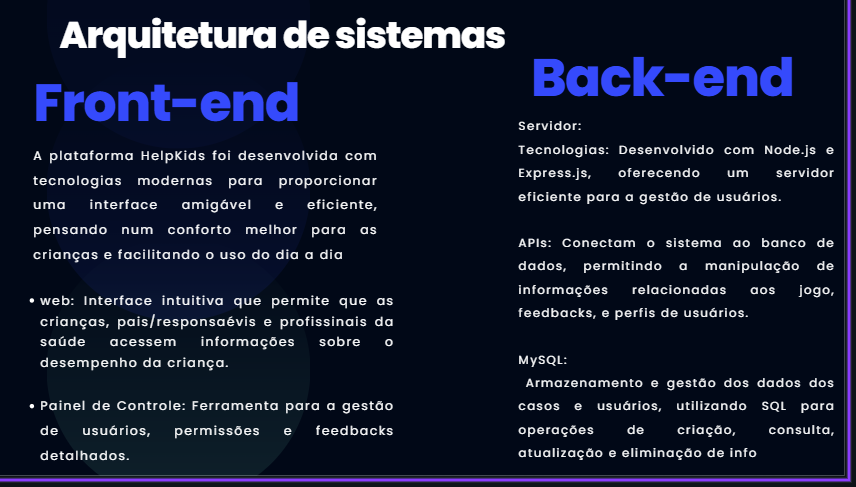 Arquitetura de sistemas
Front-end
A plataforma HelpKids foi desenvolvida com
tecnologias modernas para proporcionar
uma interface amigável e eficiente,
pensando num conforto melhor para as
crianças e facilitando o uso do dia a dia
• web: Interface intuitiva que permite que as
crianças, pais/responsaévis e profissinais da
saúde acessem informações sobre o
desempenho da criança.
• Painel de Controle: Ferramenta para a gestão
de usuários, permissões e feedbacks
detalhados.
Back-end
Servidor:
Tecnologias: Desenvolvido com Node.js e
Express.js, oferecendo um servidor
eficiente para a gestão de usuários.
APIs: Conectam o sistema ao banco de
dados, permitindo a manipulação de
informações relacionadas aos jogo,
feedbacks, e perfis de usuários.
MySQL:
Armazenamento e gestão dos dados dos
casos e usuários, utilizando SQL para
operações de criação, consulta,
atualização e eliminação de info